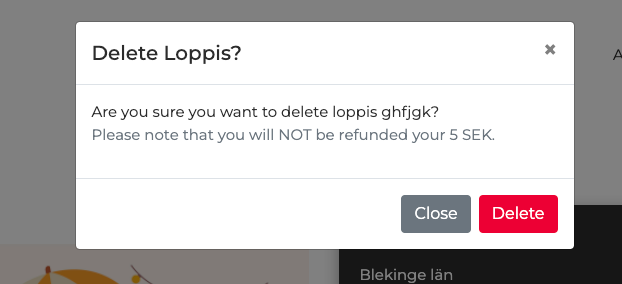 Delete Loppis?
×
A
Are you sure you want to delete loppis ghfjgk?
Please note that you will NOT be refunded your 5 SEK.
Close Delete
Blekinge län